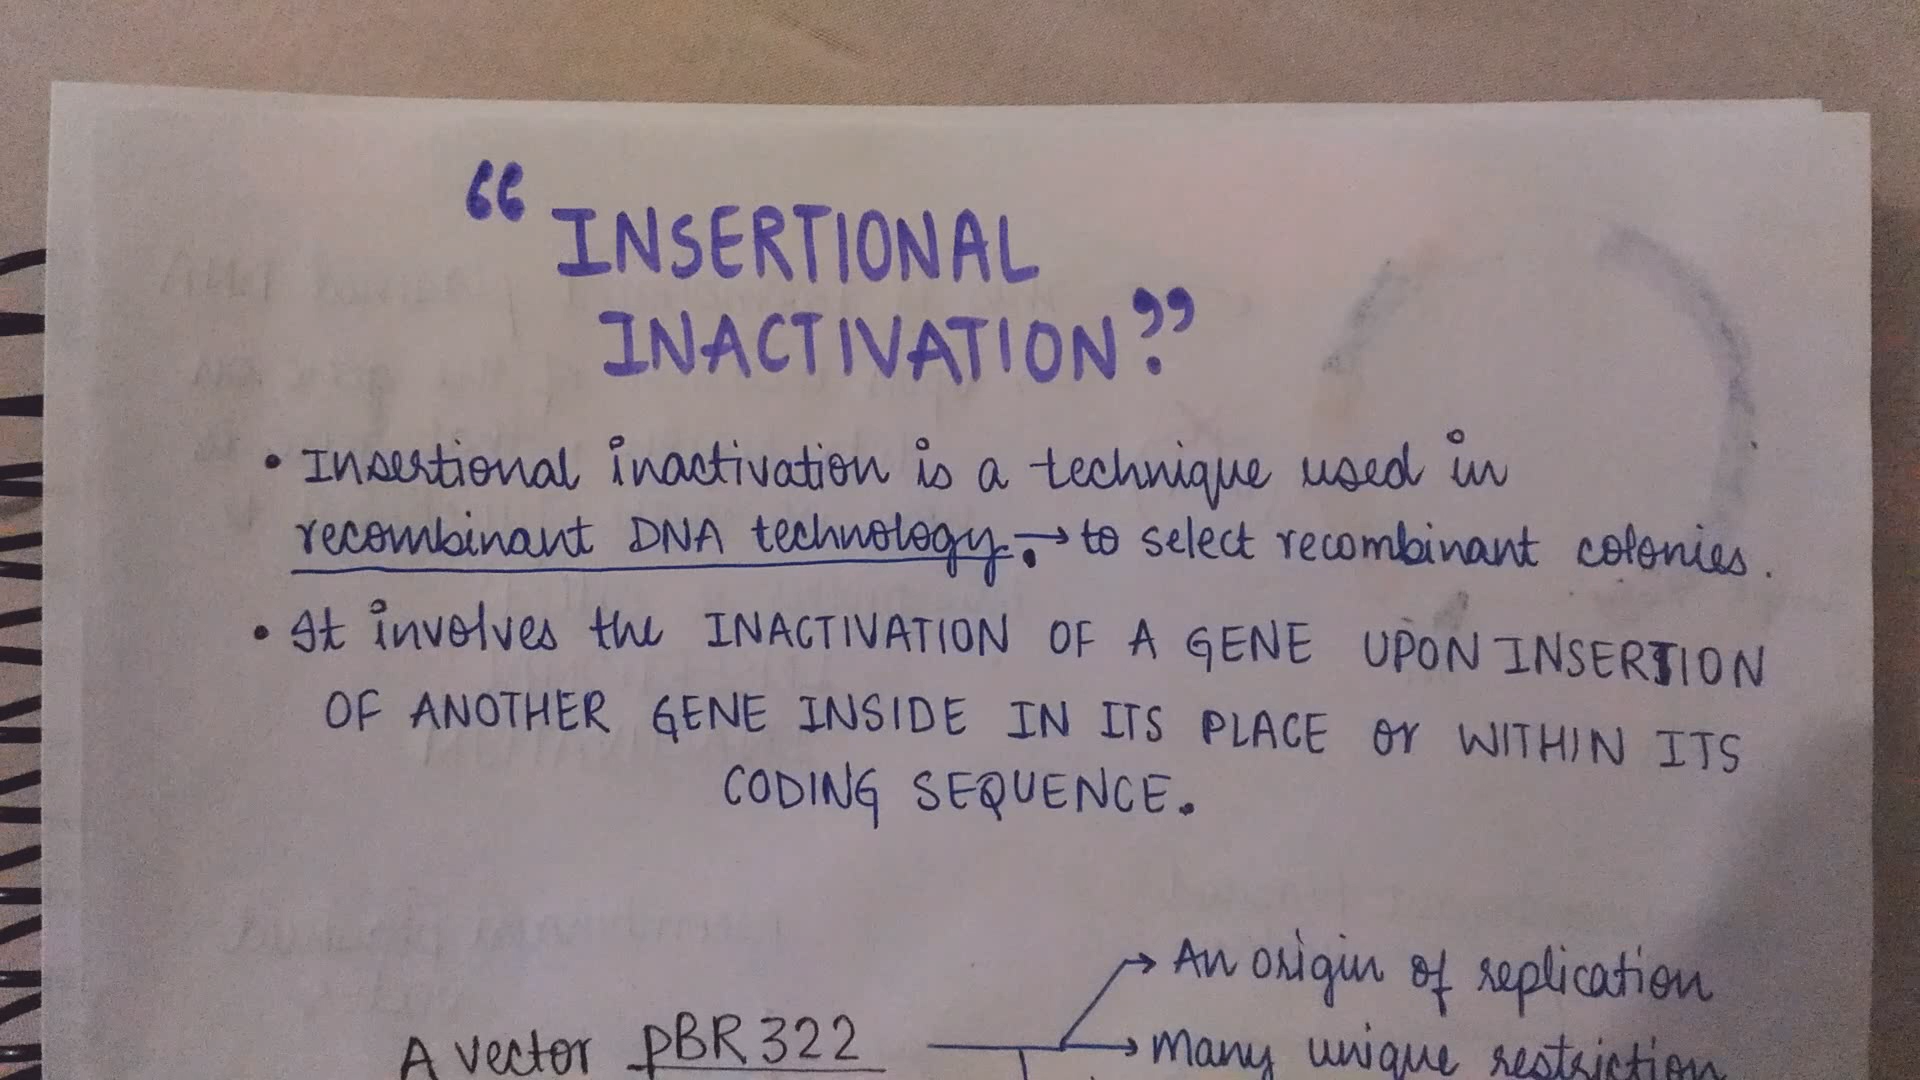 “INSERTIONAL
INACTIVATION?”
• Insertional inactivation is a technique used in
recombinant DNA technology. → to select recombinant colonies.
• It involves the INACTIVATION OF A GENE UPON INSERTION
OF ANOTHER GENE INSIDE IN ITS PLACE or WITHIN ITS
CODING SEQUENCE.
→ An origin of replication
A vector pBR322 → Many unique restriction